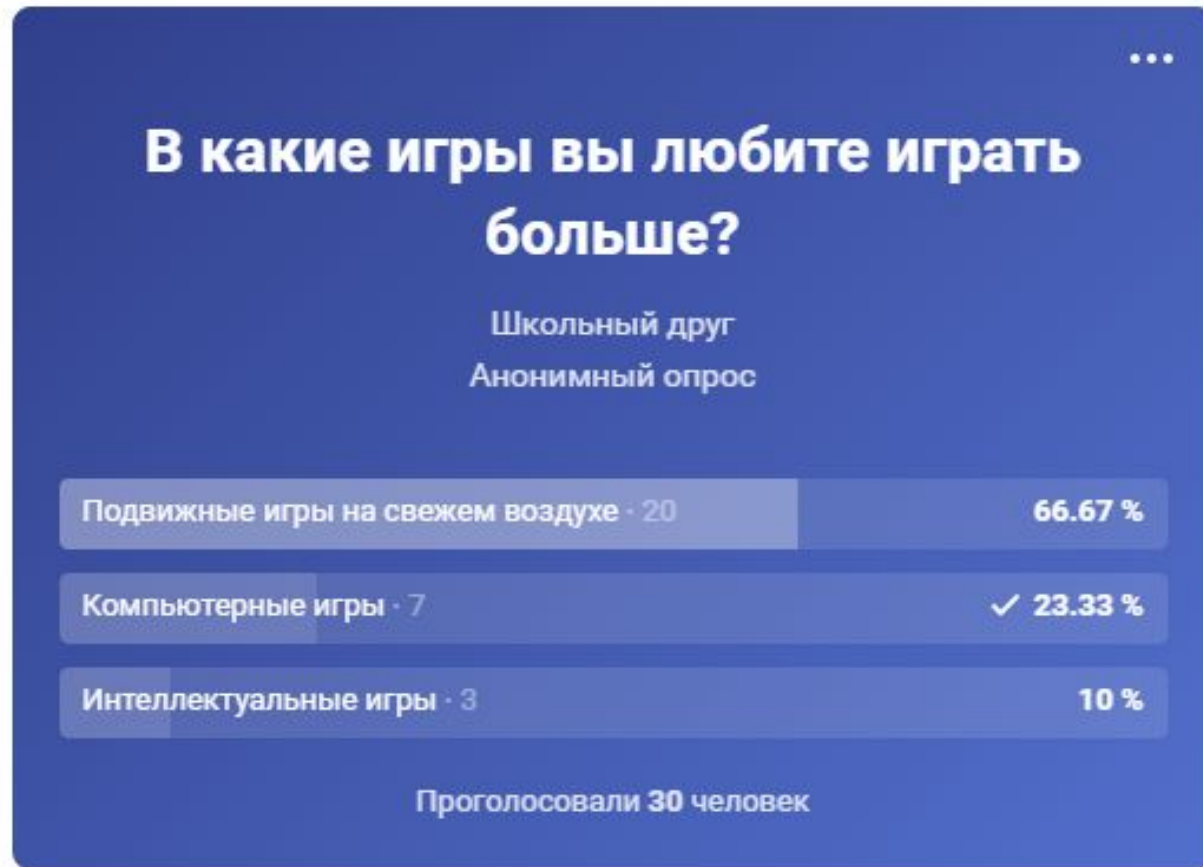 В какие игры вы любите играть
больше?
Школьный друг
Анонимный опрос
Подвижные игры на свежем воздухе · 20 66.67 %
Компьютерные игры · 7 23.33 %
Интеллектуальные игры · 3 10 %
Проголосовали 30 человек